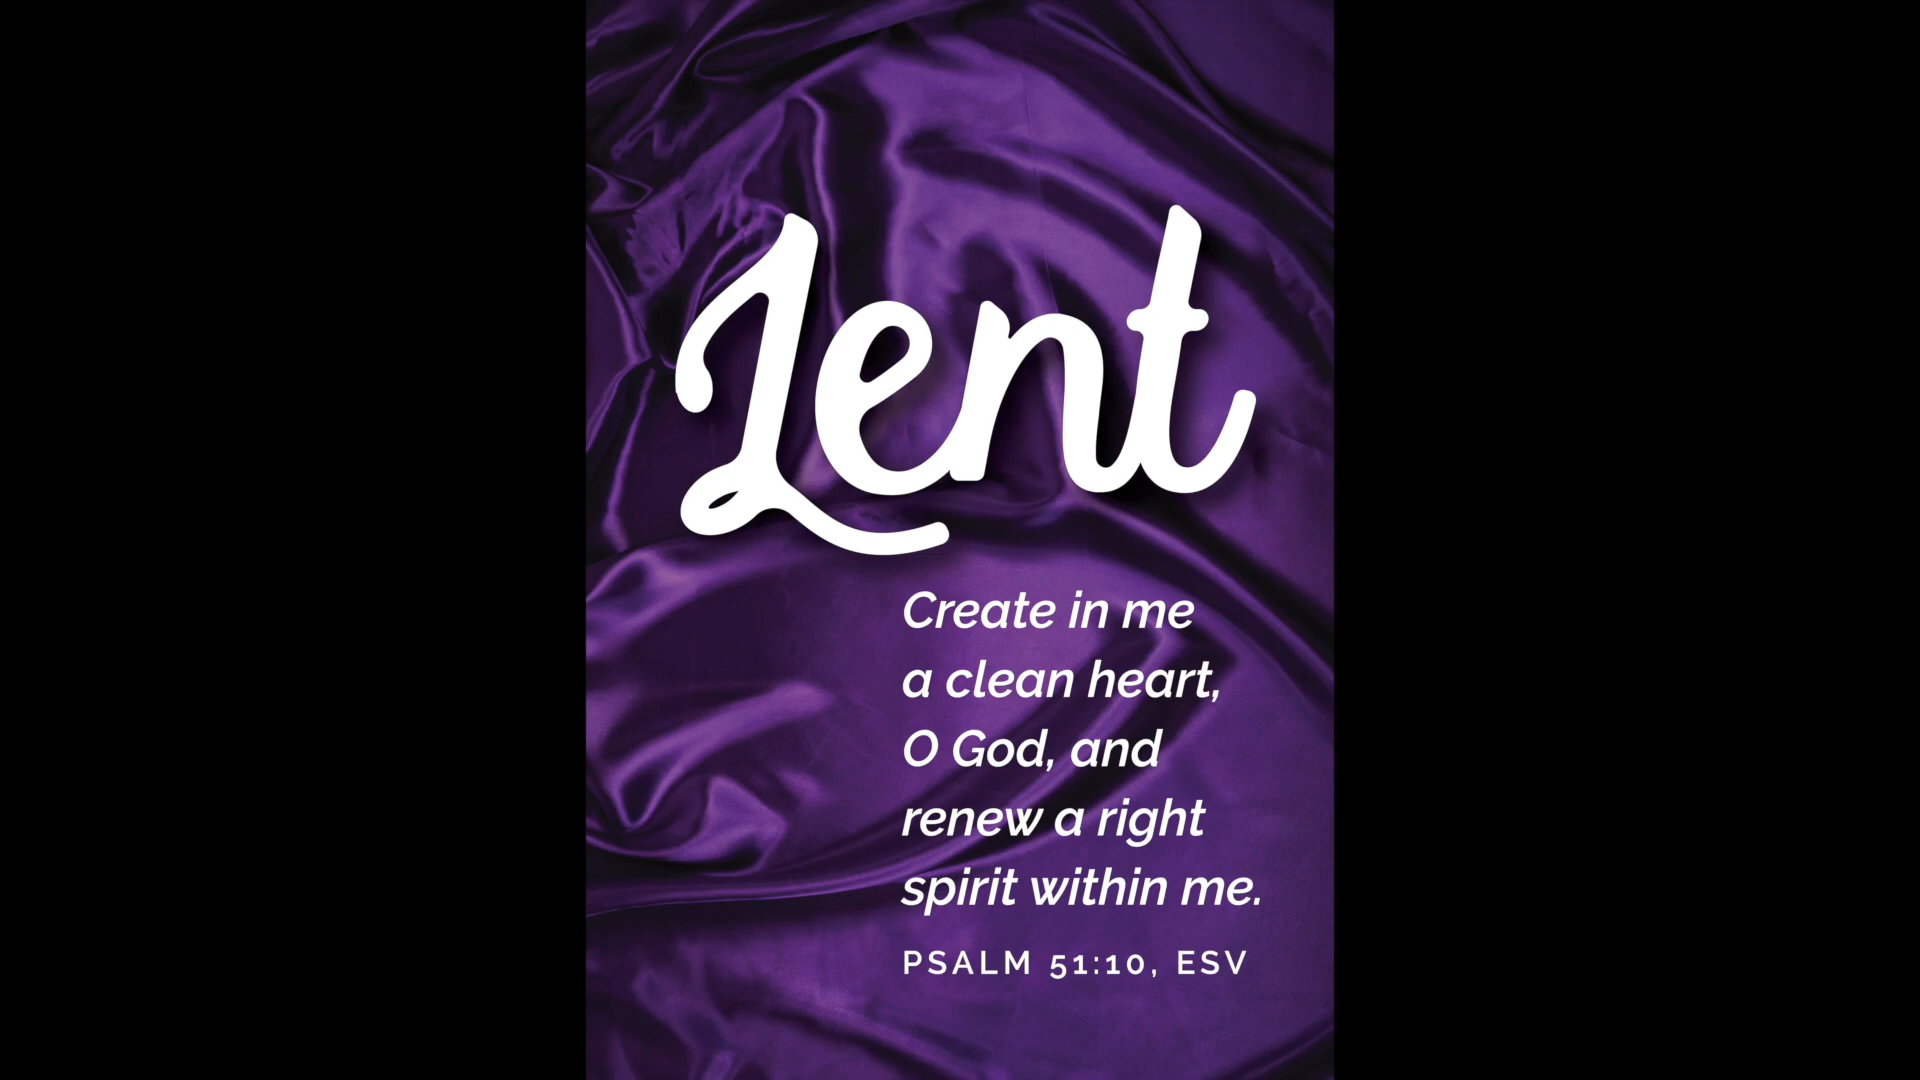 Lent
Create in me
a clean heart,
O God, and
renew a right
spirit within me.
PSALM 51:10, ESV